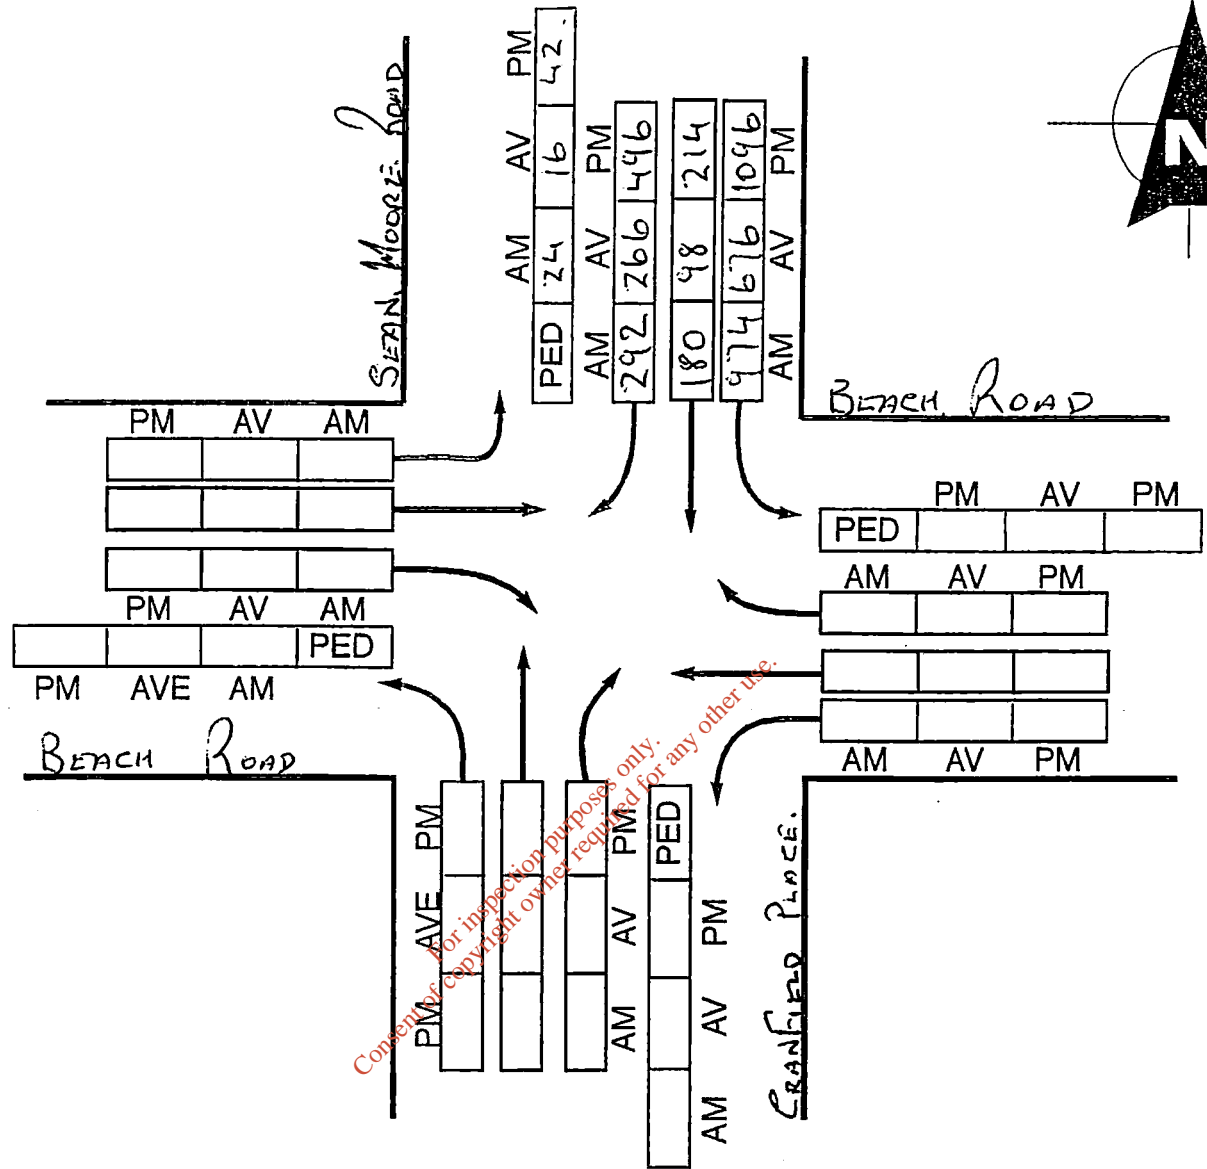 SEAN MOORE ROAD
PM
AV
AM
PED 24 16 42.
PM
AV
AM
292 266 496
180 98 214
974 676 1096
PM
AV
AM
N
BEACH ROAD
PM AV AM
PM AV AM
PED
PM AVE AM
BEACH ROAD
PM AV PM
PED
AM AV PM
AM AV PM
PM
AVE
PM
PM
AV
AM
PED
PM
AV
AM
CRANFIELD PLACE.
For inspection purposes only.
Consent of copyright owner required for any other use.